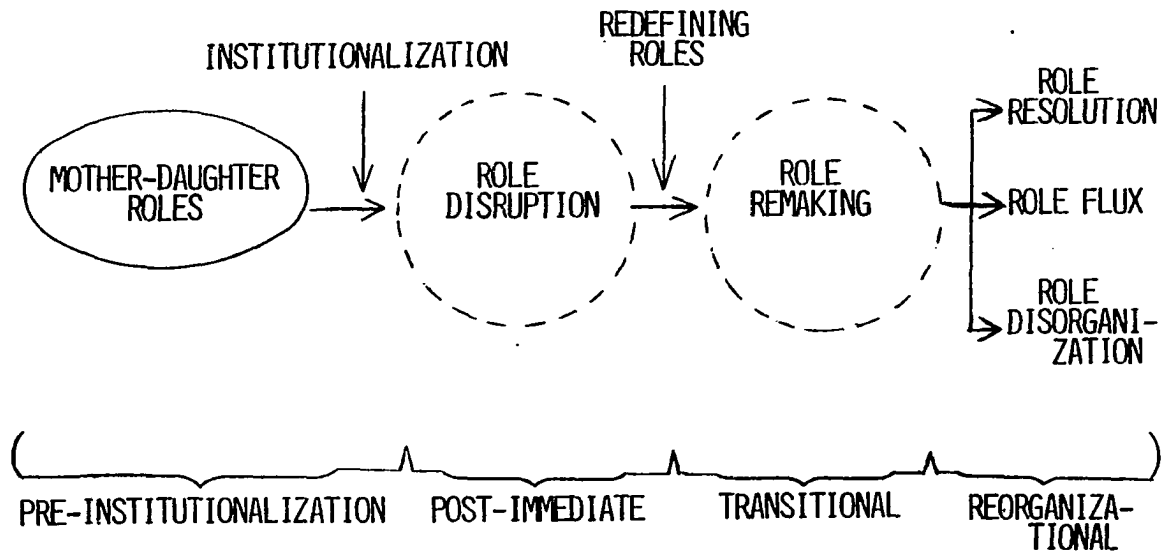 INSTITUTIONALIZATION
REDEFINING
ROLES
MOTHER-DAUGHTER
ROLES
ROLE
DISRUPTION
ROLE
REMAKING
ROLE
RESOLUTION
ROLE FLUX
ROLE
DISORGANI-
ZATION
PRE-INSTITUTIONALIZATION
POST-IMMEDIATE
TRANSITIONAL
REORGANIZA-
TIONAL